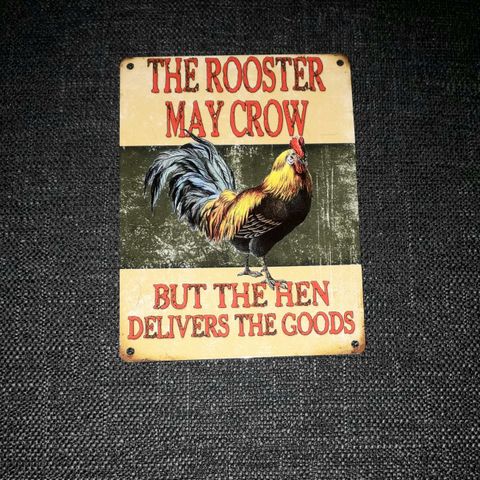 THE ROOSTER
MAY CROW
BUT THE HEN
DELIVERS THE GOODS